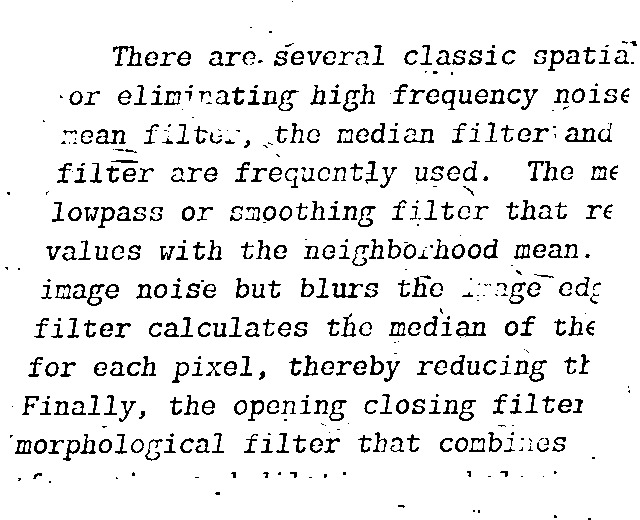 There are several classic spatial
or eliminating high frequency noise
mean filter, the median filter and
filter are frequently used. The me
lowpass or smoothing filter that re
values with the neighborhood mean.
image noise but blurs the image edg
filter calculates the median of the
for each pixel, thereby reducing th
Finally, the opening closing filter
morphological filter that combines